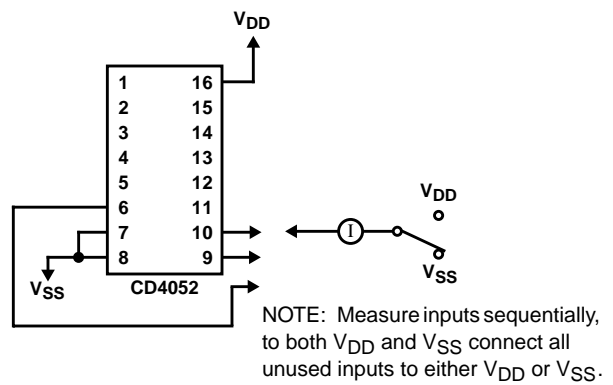 VDD
1 16
2 15
3 14
4 13
5 12
6 11
7 10
8 9
VSS
CD4052
I
VDD
VSS
NOTE: Measure inputs sequentially,
to both VDD and VSS connect all
unused inputs to either VDD or VSS.